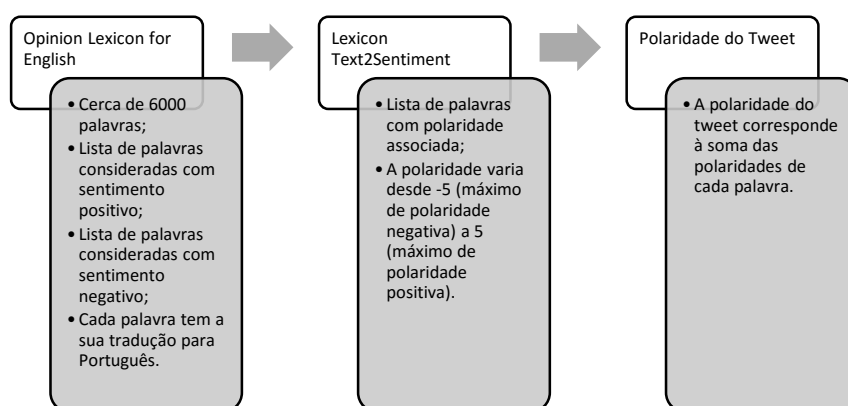 Opinion Lexicon for
English
• Cerca de 6000
palavras;
• Lista de palavras
consideradas com
sentimento
positivo;
• Lista de palavras
consideradas com
sentimento
negativo;
• Cada palavra tem a
sua tradução para
Português.
Lexicon
Text2Sentiment
• Lista de palavras
com polaridade
associada;
• A polaridade varia
desde -5 (máximo
de polaridade
negativa) a 5
(máximo de
polaridade
positiva).
Polaridade do Tweet
• A polaridade do
tweet corresponde
à soma das
polaridades de
cada palavra.